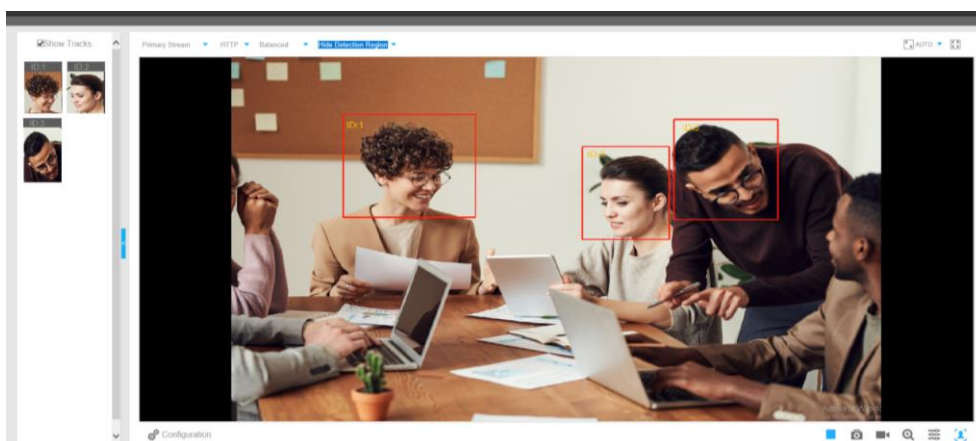 Show Tracks
Primary Stream HTTP Balanced Hide Detection Region AUTO
ID:1 ID:2
ID:3
ID:1
Configuration